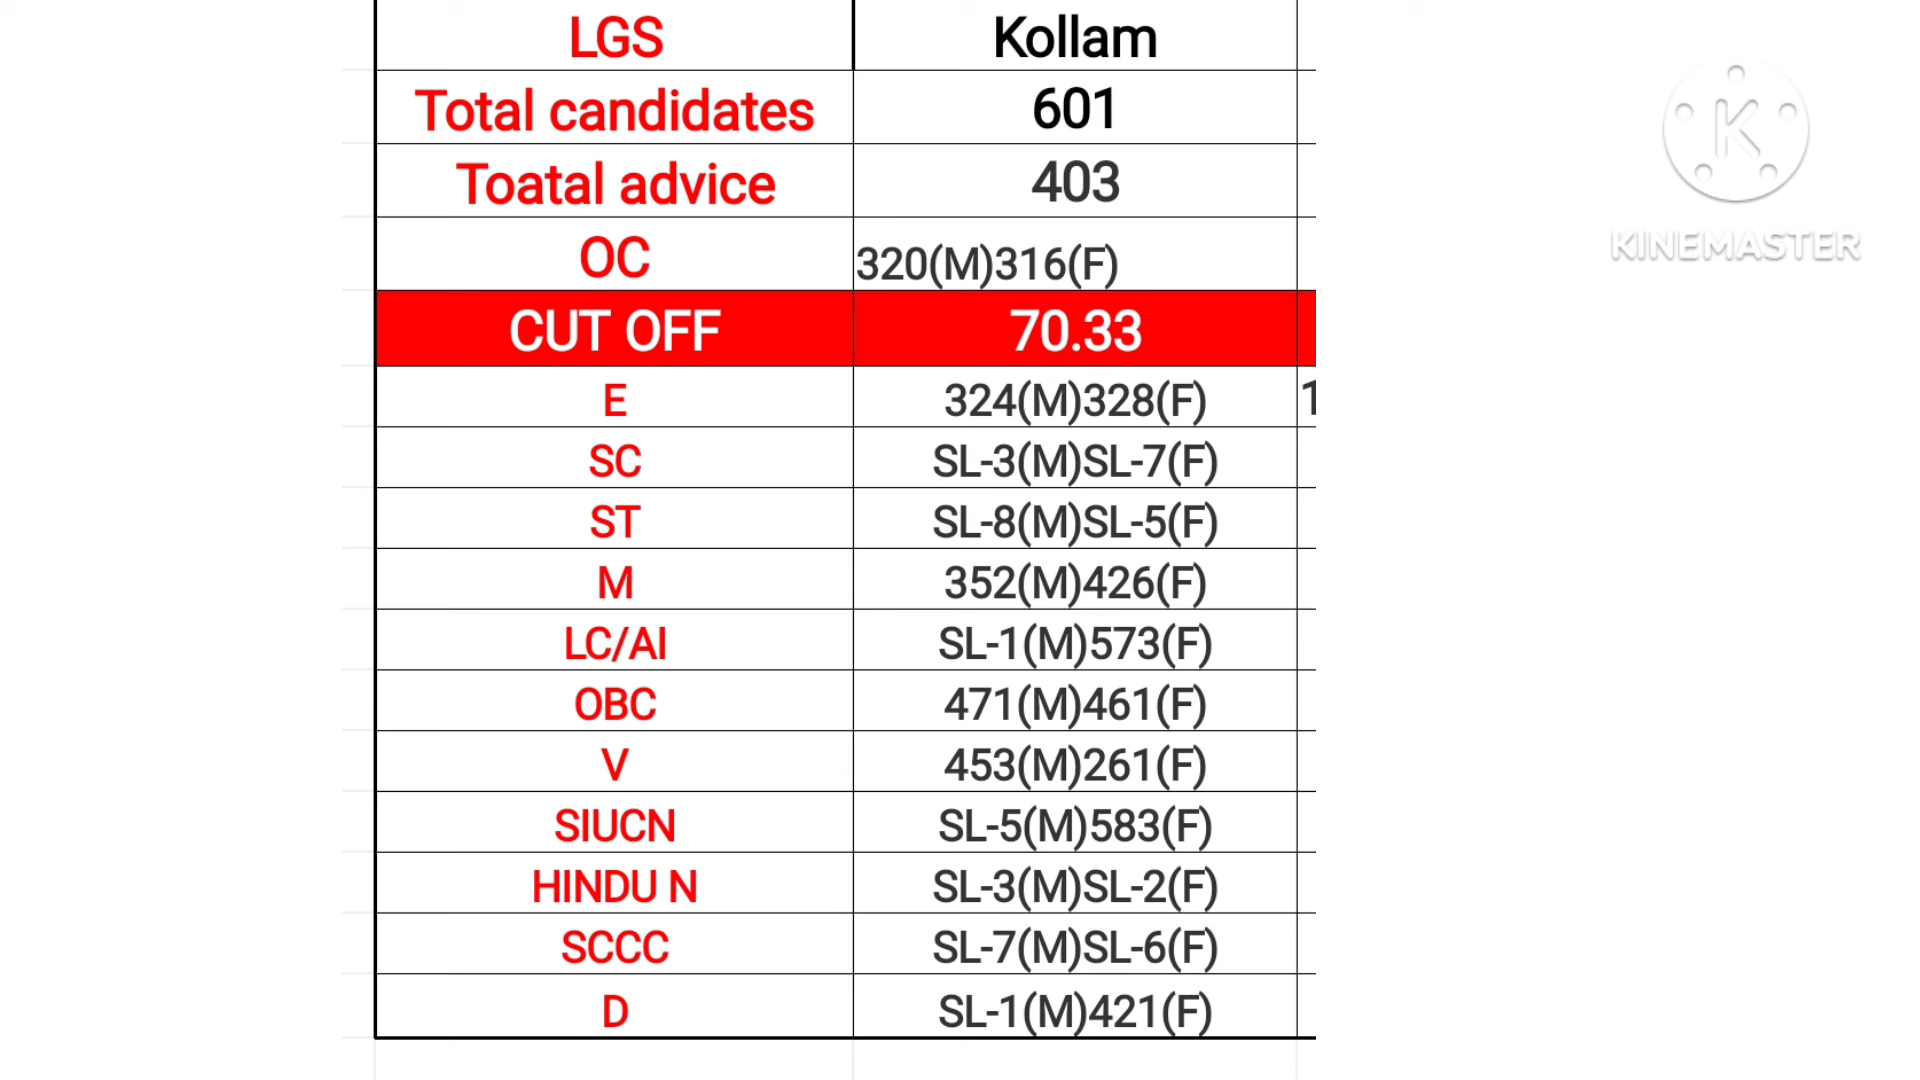 LGS Kollam
Total candidates 601
Toatal advice 403
OC 320(M)316(F)
CUT OFF 70.33
E 324(M)328(F) 1
SC SL-3(M)SL-7(F)
ST SL-8(M)SL-5(F)
M 352(M)426(F)
LC/AI SL-1(M)573(F)
OBC 471(M)461(F)
V 453(M)261(F)
SIUCN SL-5(M)583(F)
HINDU N SL-3(M)SL-2(F)
SCCC SL-7(M)SL-6(F)
D SL-1(M)421(F)
K
KINEMASTER